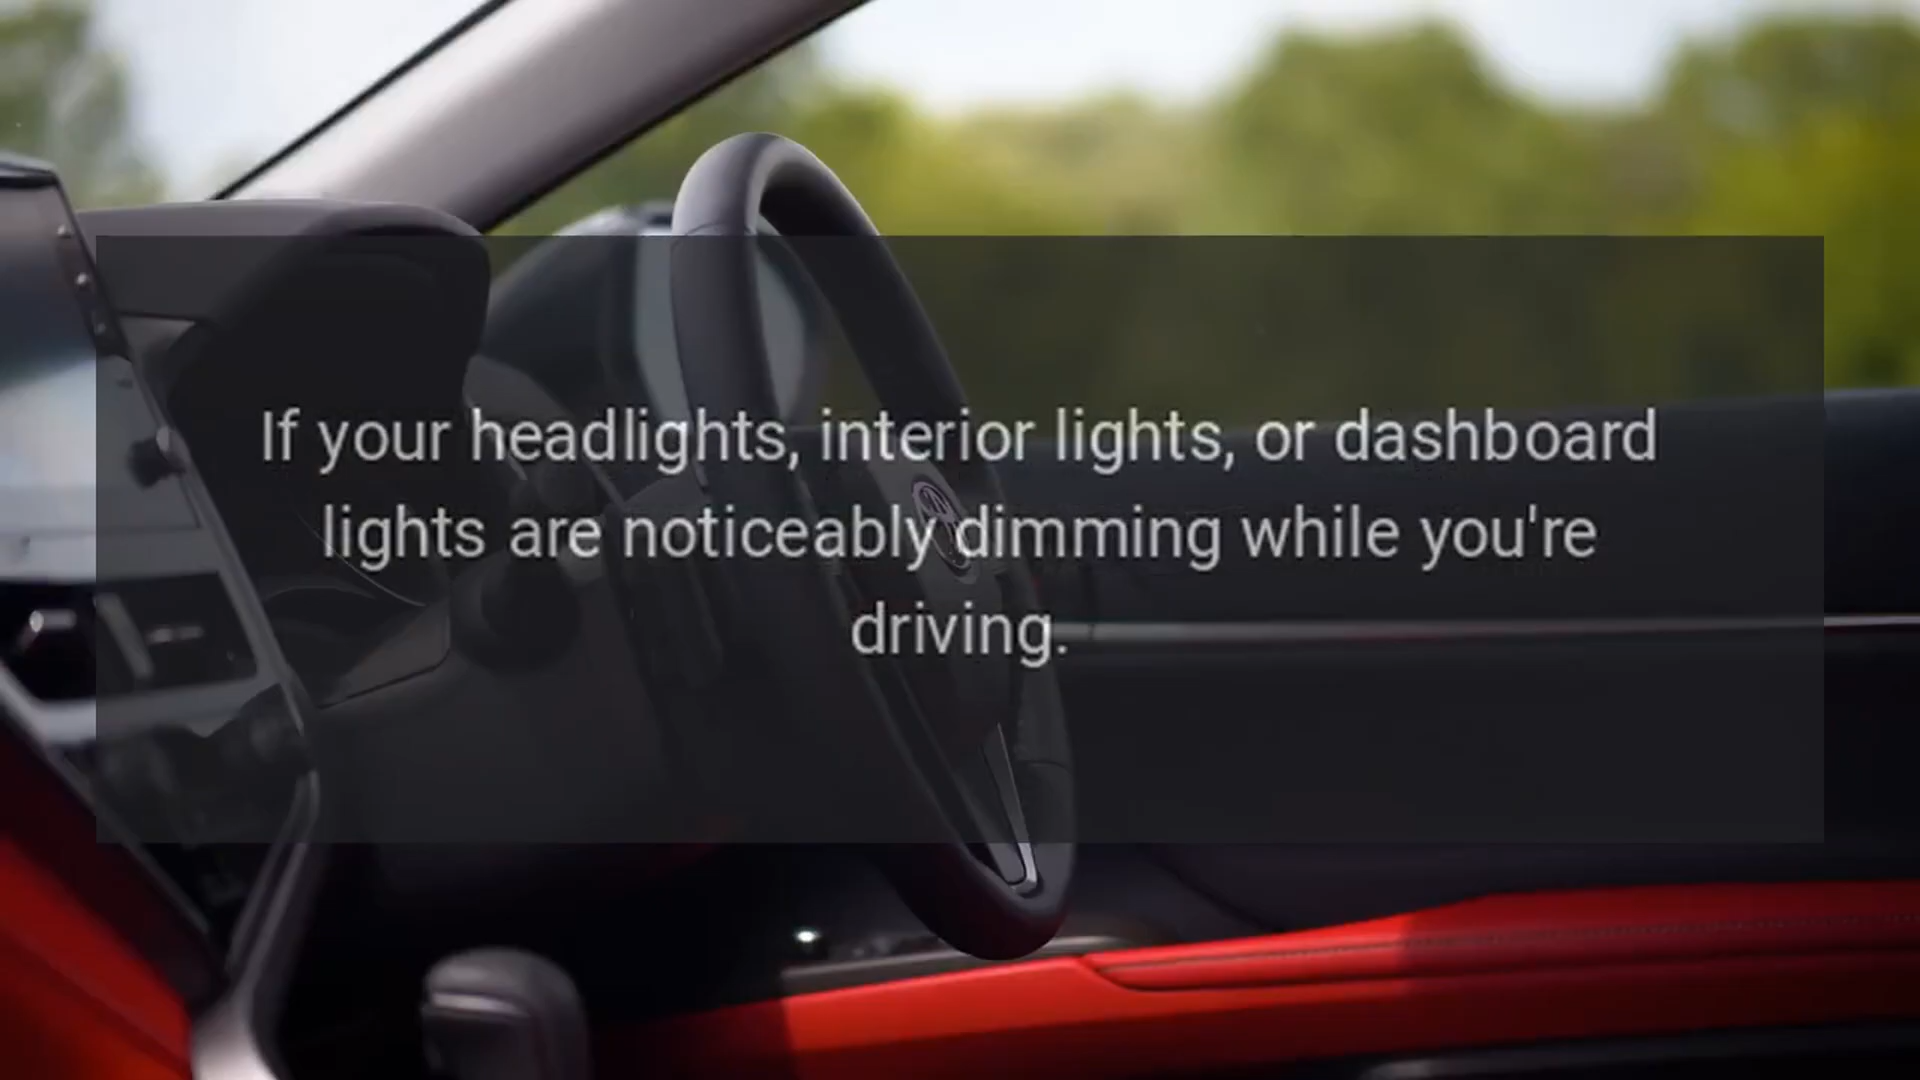 If your headlights, interior lights, or dashboard
lights are noticeably dimming while you're
driving.